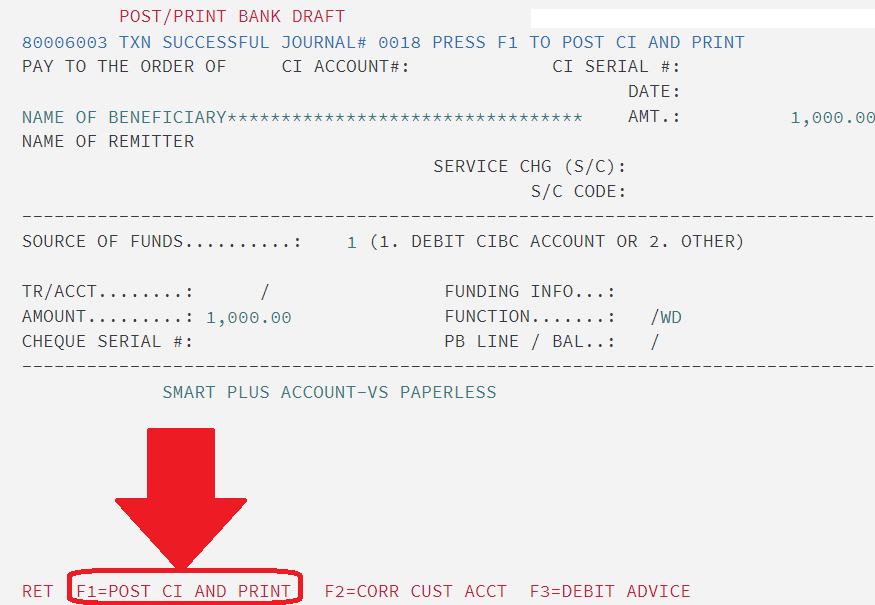 POST/PRINT BANK DRAFT
80006003 TXN SUCCESSFUL JOURNAL# 0018 PRESS F1 TO POST CI AND PRINT
PAY TO THE ORDER OF CI ACCOUNT#: CI SERIAL #:
DATE:
NAME OF BENEFICIARY********************************* AMT.: 1,000.00
NAME OF REMITTER
SERVICE CHG (S/C):
S/C CODE:
--------------------------------------------------------------------------------
SOURCE OF FUNDS..........: 1 (1. DEBIT CIBC ACCOUNT OR 2. OTHER)
TR/ACCT........: / FUNDING INFO...:
AMOUNT.........: 1,000.00 FUNCTION.......: /WD
CHEQUE SERIAL #: PB LINE / BAL..: /
--------------------------------------------------------------------------------
SMART PLUS ACCOUNT-VS PAPERLESS
RET F1=POST CI AND PRINT F2=CORR CUST ACCT F3=DEBIT ADVICE